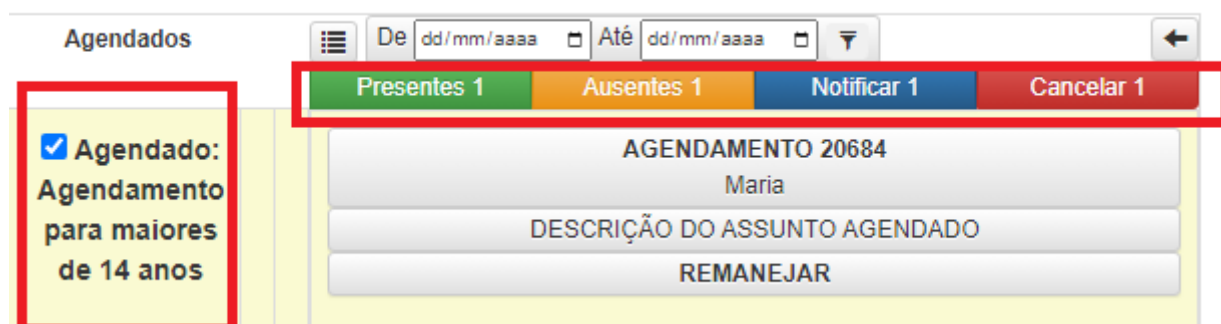 Agendados
De dd/mm/aaaa Até dd/mm/aaaa
Presentes 1 Ausentes 1 Notificar 1 Cancelar 1
Agendado:
Agendamento
para maiores
de 14 anos
AGENDAMENTO 20684
Maria
DESCRIÇÃO DO ASSUNTO AGENDADO
REMANEJAR